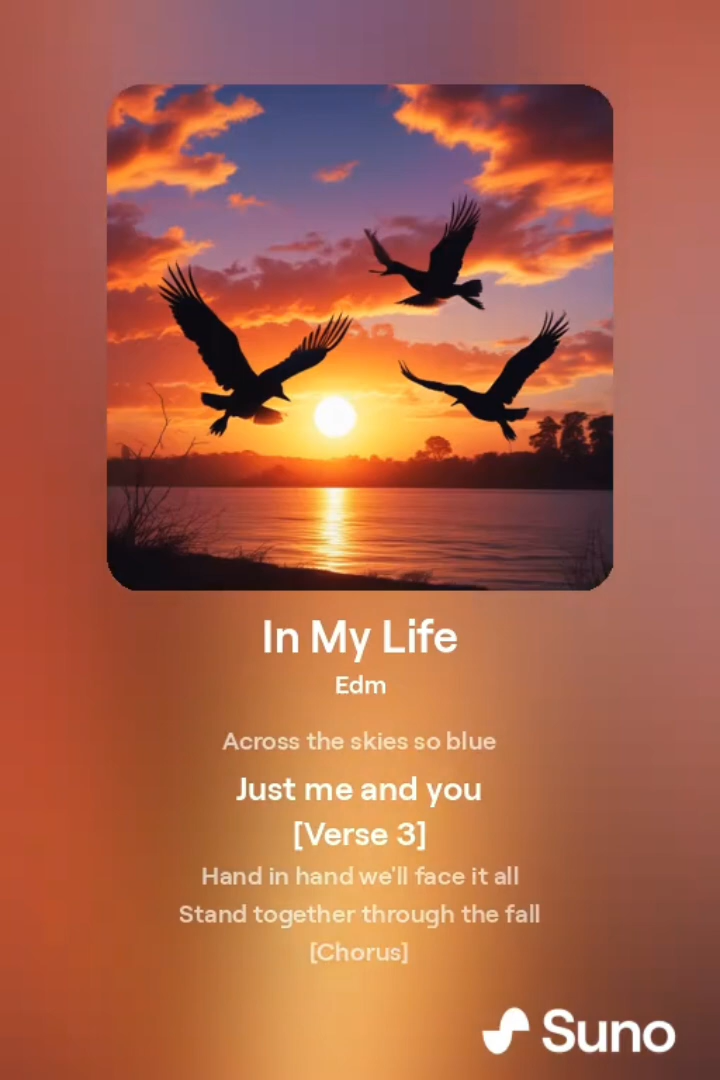 In My Life
Edm
Across the skies so blue
Just me and you
[Verse 3]
Hand in hand we'll face it all
Stand together through the fall
[Chorus]
Suno